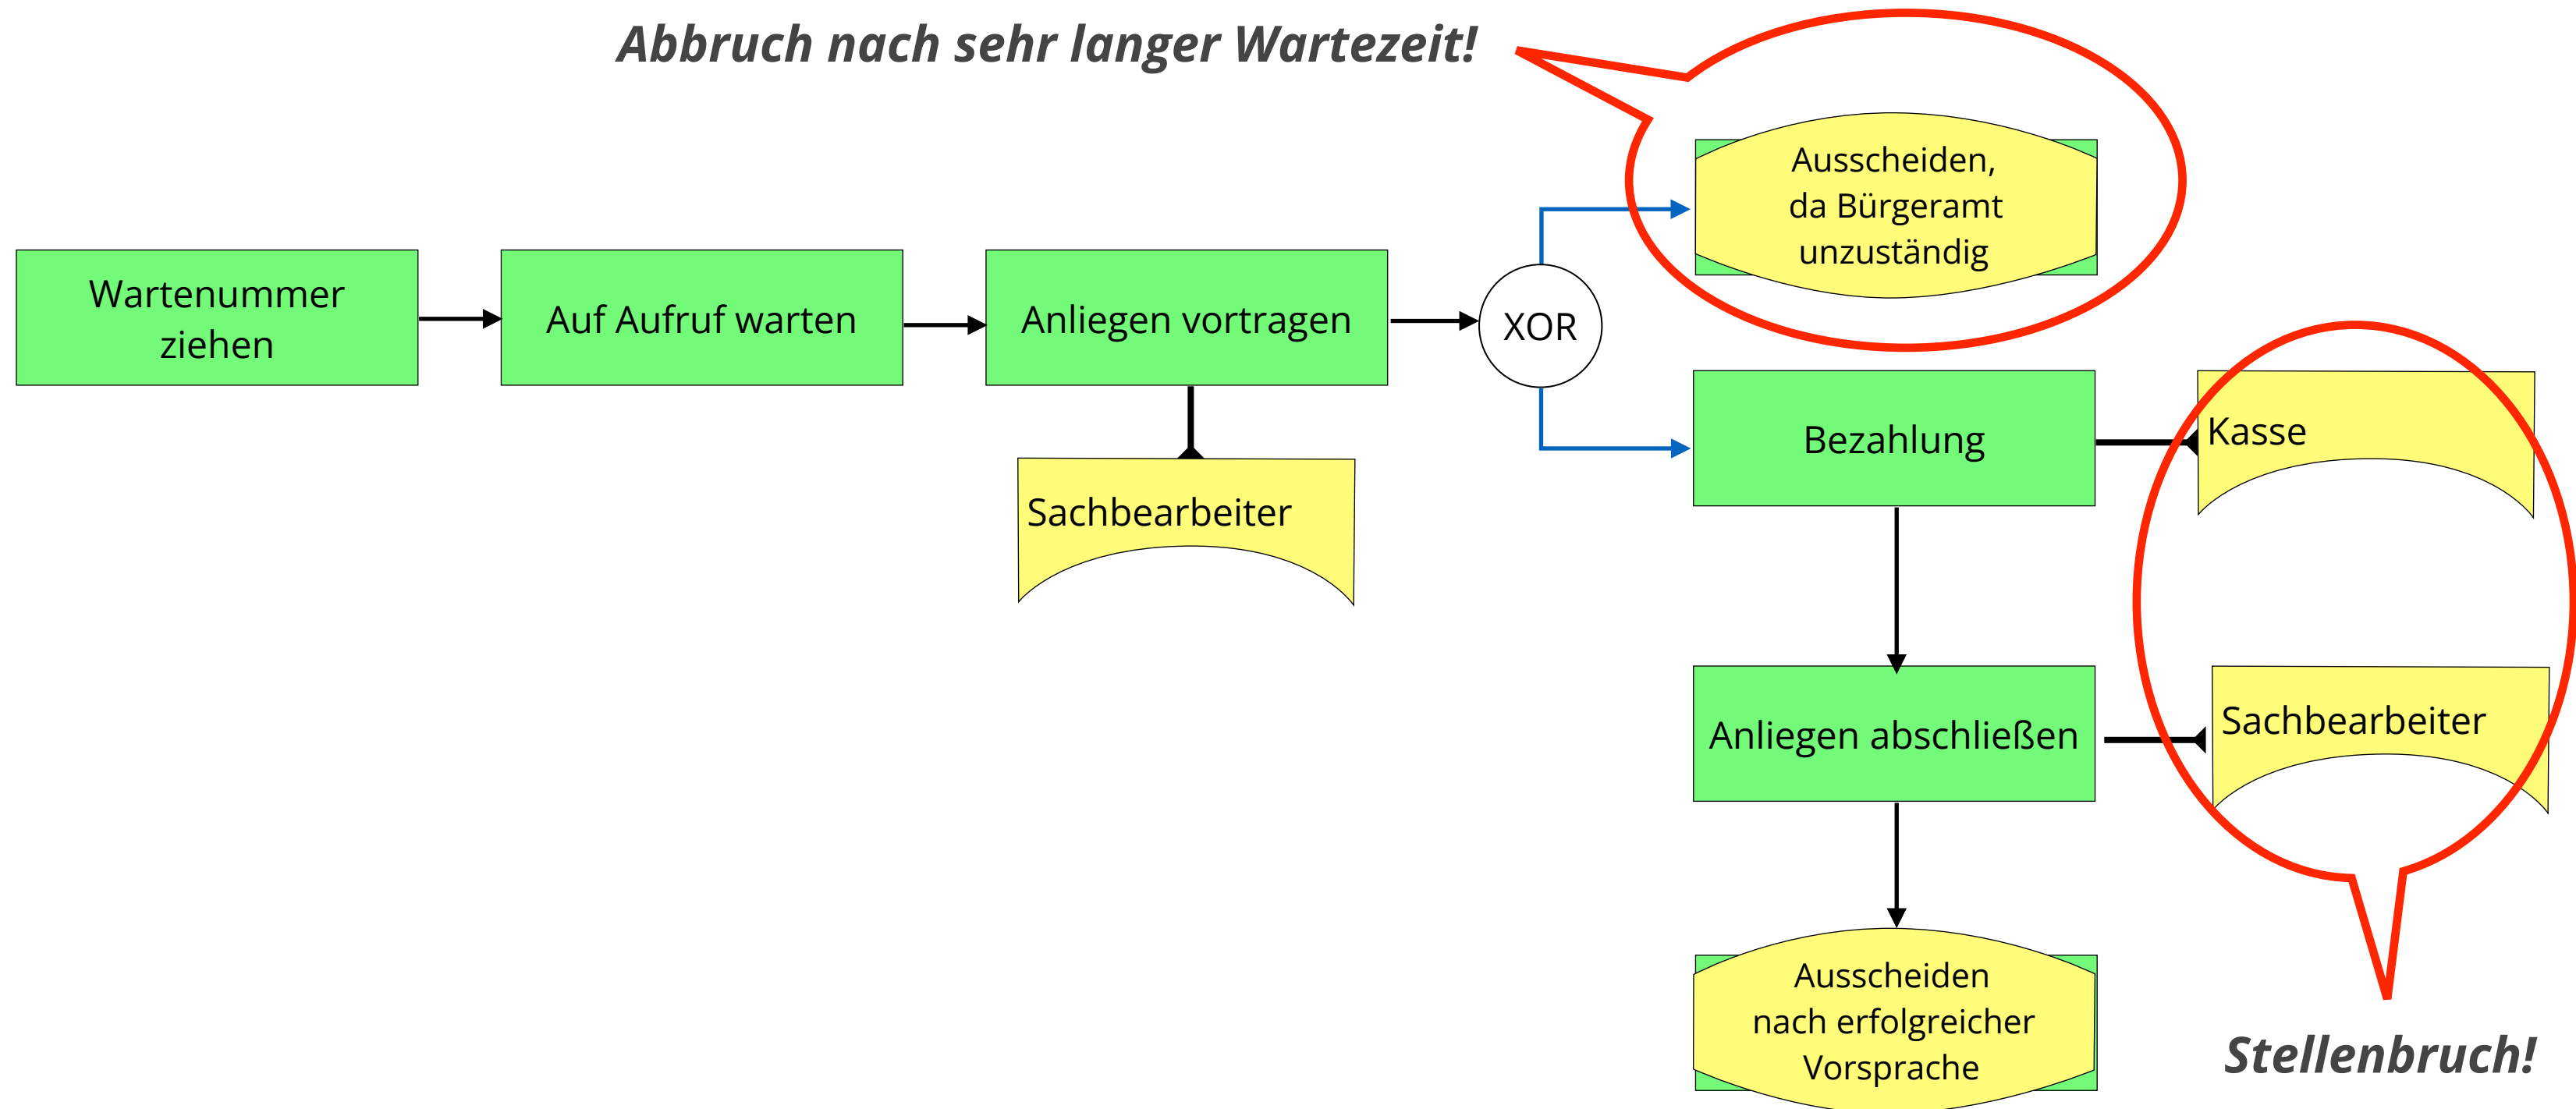 Abbruch nach sehr langer Wartezeit!
Ausscheiden,
da Bürgeramt
unzuständig
Wartenummer
ziehen
Auf Aufruf warten
Anliegen vortragen
XOR
Sachbearbeiter
Bezahlung
Kasse
Anliegen abschließen
Sachbearbeiter
Ausscheiden
nach erfolgreicher
Vorsprache
Stellenbruch!